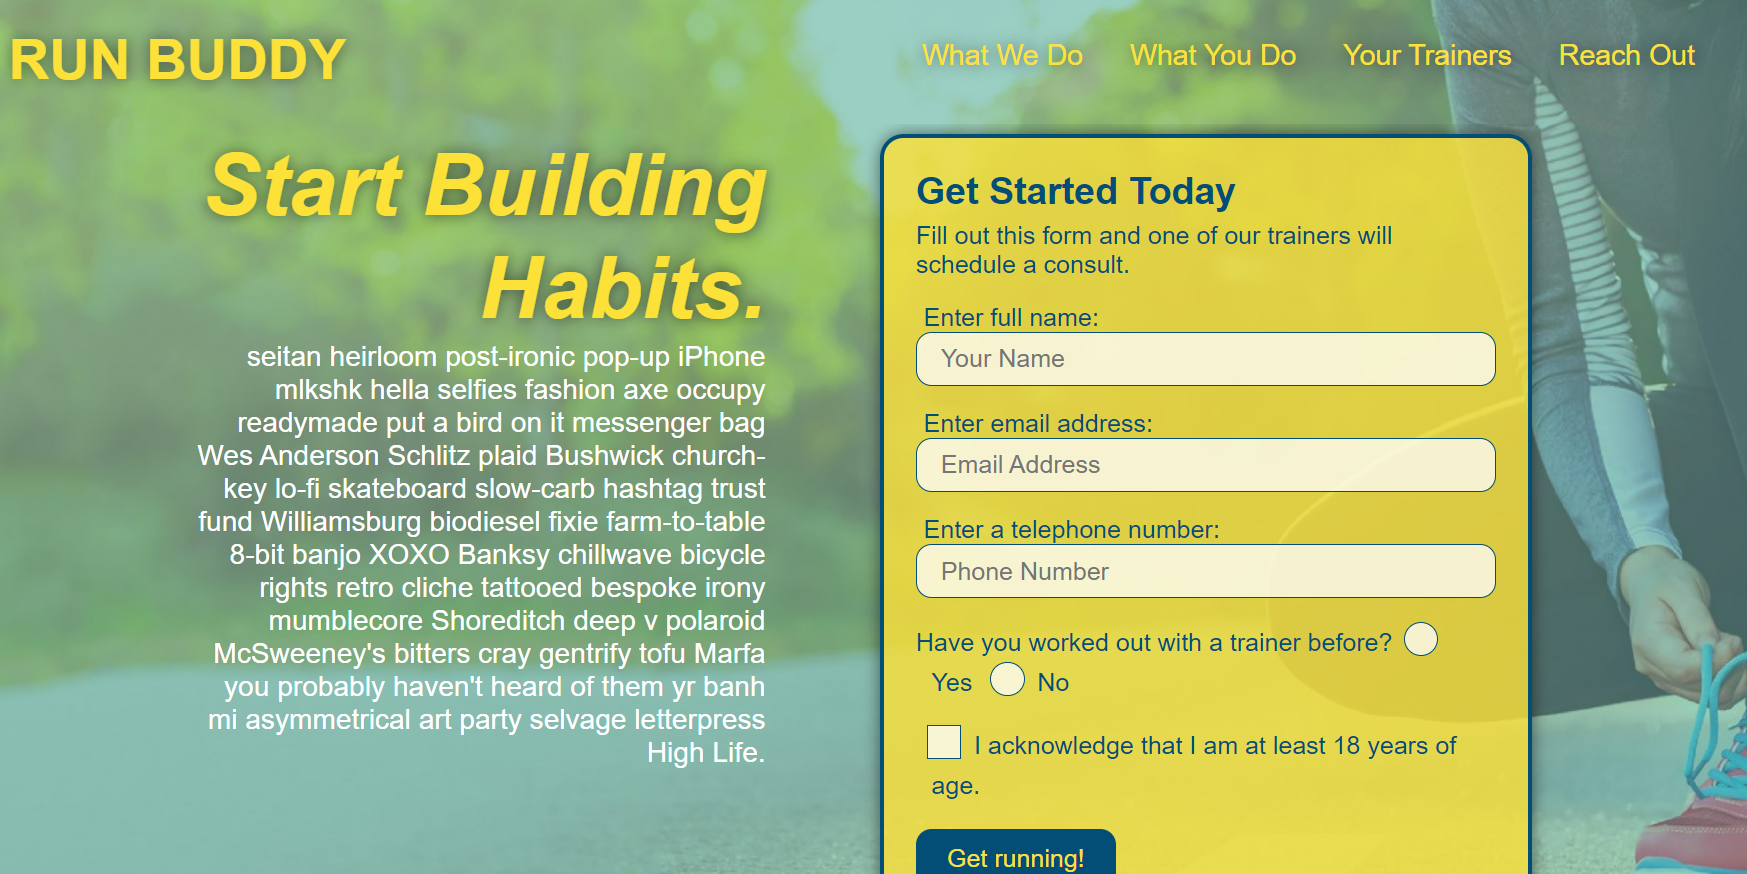 RUN BUDDY
What We Do What You Do Your Trainers Reach Out
Start Building
Habits.
seitan heirloom post-ironic pop-up iPhone
mlkshk hella selfies fashion axe occupy
readymade put a bird on it messenger bag
Wes Anderson Schlitz plaid Bushwick church-
key lo-fi skateboard slow-carb hashtag trust
fund Williamsburg biodiesel fixie farm-to-table
8-bit banjo XOXO Banksy chillwave bicycle
rights retro cliche tattooed bespoke irony
mumblecore Shoreditch deep v polaroid
McSweeney's bitters cray gentrify tofu Marfa
you probably haven't heard of them yr banh
mi asymmetrical art party selvage letterpress
High Life.
Get Started Today
Fill out this form and one of our trainers will
schedule a consult.
Enter full name:
Your Name
Enter email address:
Email Address
Enter a telephone number:
Phone Number
Have you worked out with a trainer before?
Yes No
I acknowledge that I am at least 18 years of
age.
Get running!